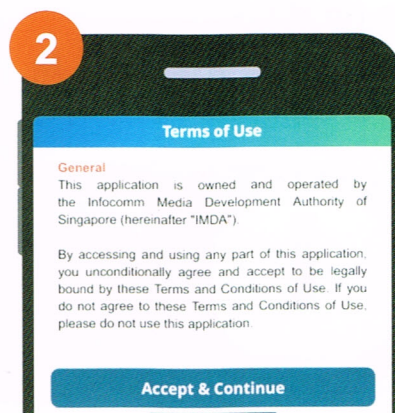 2
Terms of Use
General
This application is owned and operated by
the Infocomm Media Development Authority of
Singapore (hereinafter "IMDA").
By accessing and using any part of this application,
you unconditionally agree and accept to be legally
bound by these Terms and Conditions of Use. If you
do not agree to these Terms and Conditions of Use,
please do not use this application.
Accept & Continue